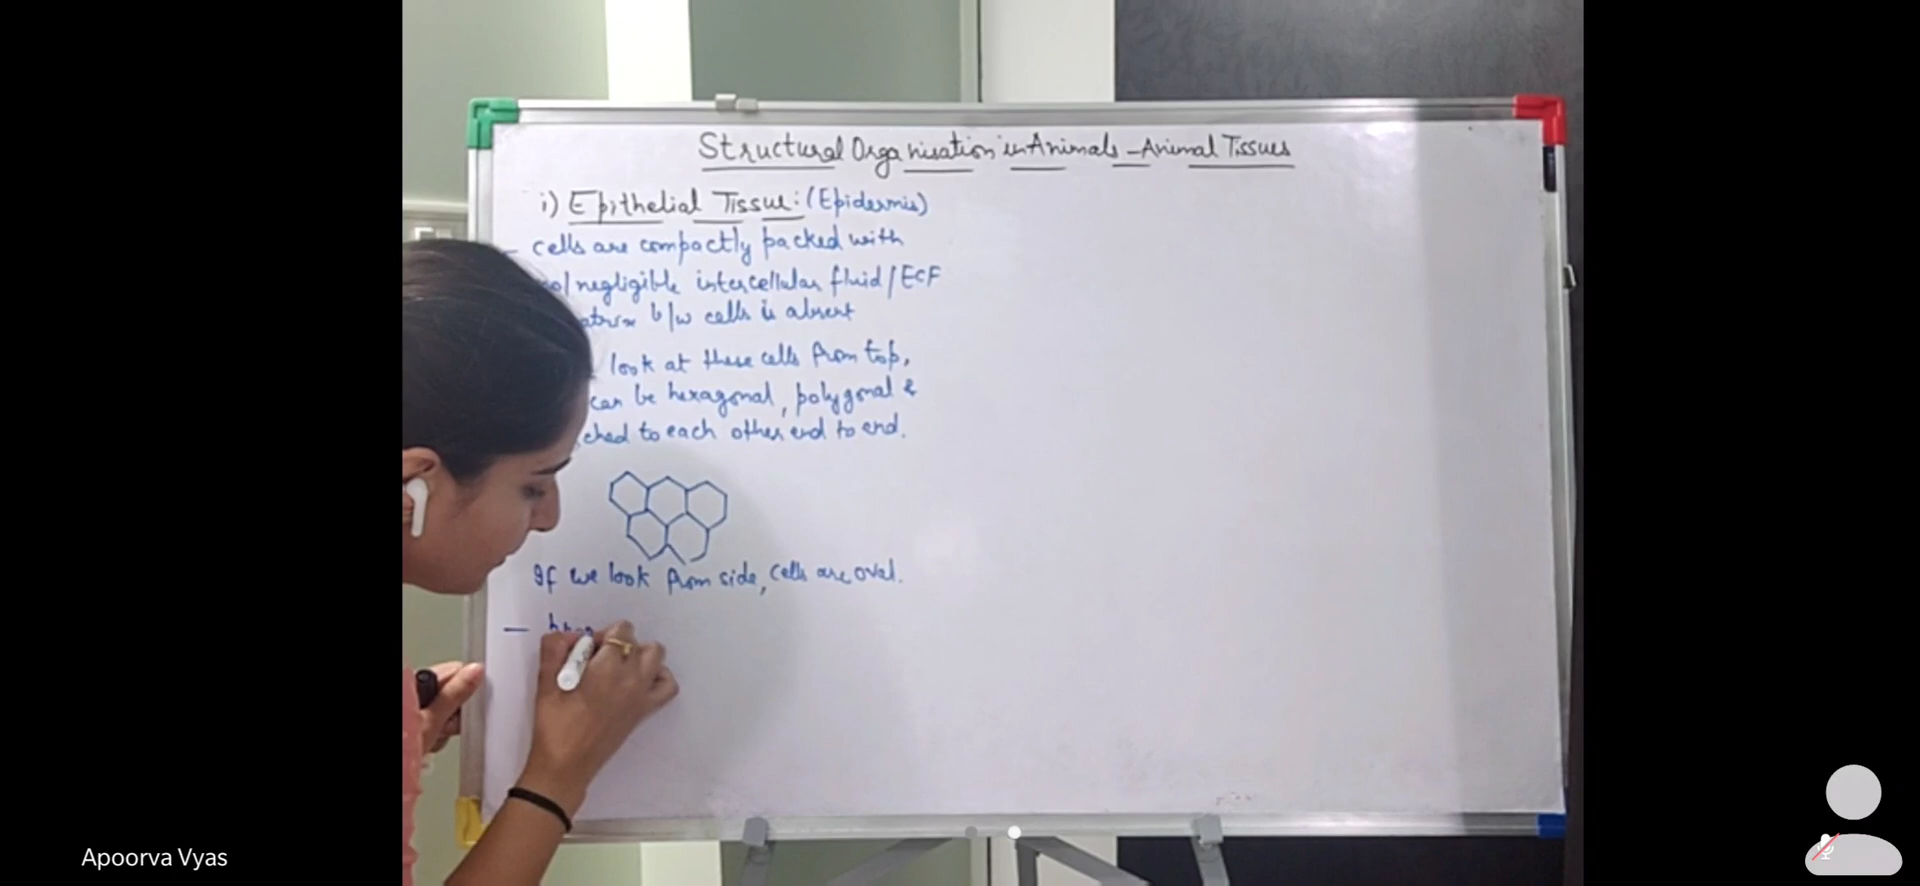 Structural Organisation in Animals - Animal Tissues
i) Epithelial Tissue: (Epidermis)
- cells are compactly packed with
no/negligible intercellular fluid/ECF
b/w cells is absent
look at these cells from top,
can be hexagonal, polygonal &
to each other end to end.
If we look from side, cells are oval.
—
Apoorva Vyas